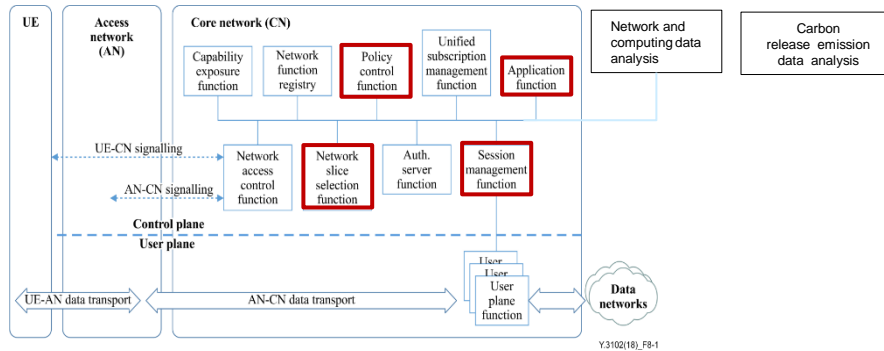 UE
Access
network
(AN)
Core network (CN)
Capability
exposure
function
Network
function
registry
Policy
control
function
Unified
subscription
management
function
Application
function
Network and
computing data
analysis
Carbon
release emission
data analysis
UE-CN signalling
AN-CN signalling
Network
access
control
function
Network
slice
selection
function
Auth.
server
function
Session
management
function
Control plane
User plane
User
User
User
plane
function
UE-AN data transport
AN-CN data transport
Data
networks
Y.3102(18)_F8-1